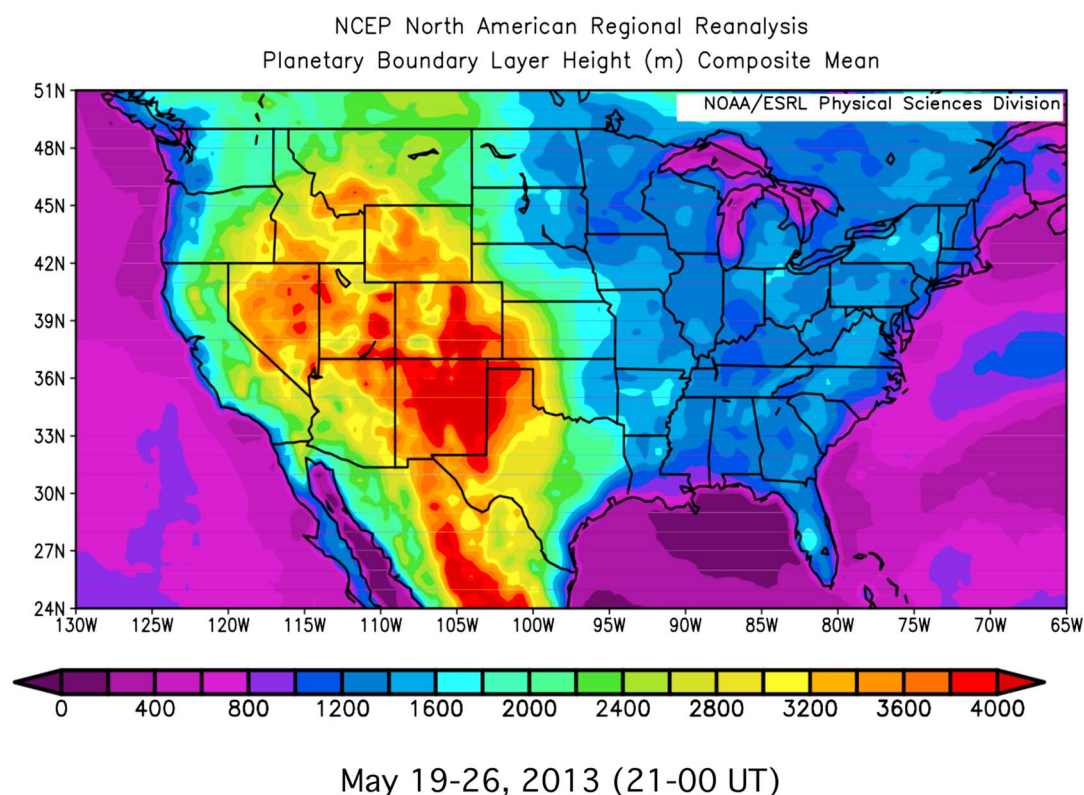 NCEP North American Regional Reanalysis
Planetary Boundary Layer Height (m) Composite Mean
NOAA/ESRL Physical Sciences Division
51N
48N
45N
42N
39N
36N
33N
30N
27N
24N
130W 125W 120W 115W 110W 105W 100W 95W 90W 85W 80W 75W 70W 65W
0 400 800 1200 1600 2000 2400 2800 3200 3600 4000
May 19-26, 2013 (21-00 UT)